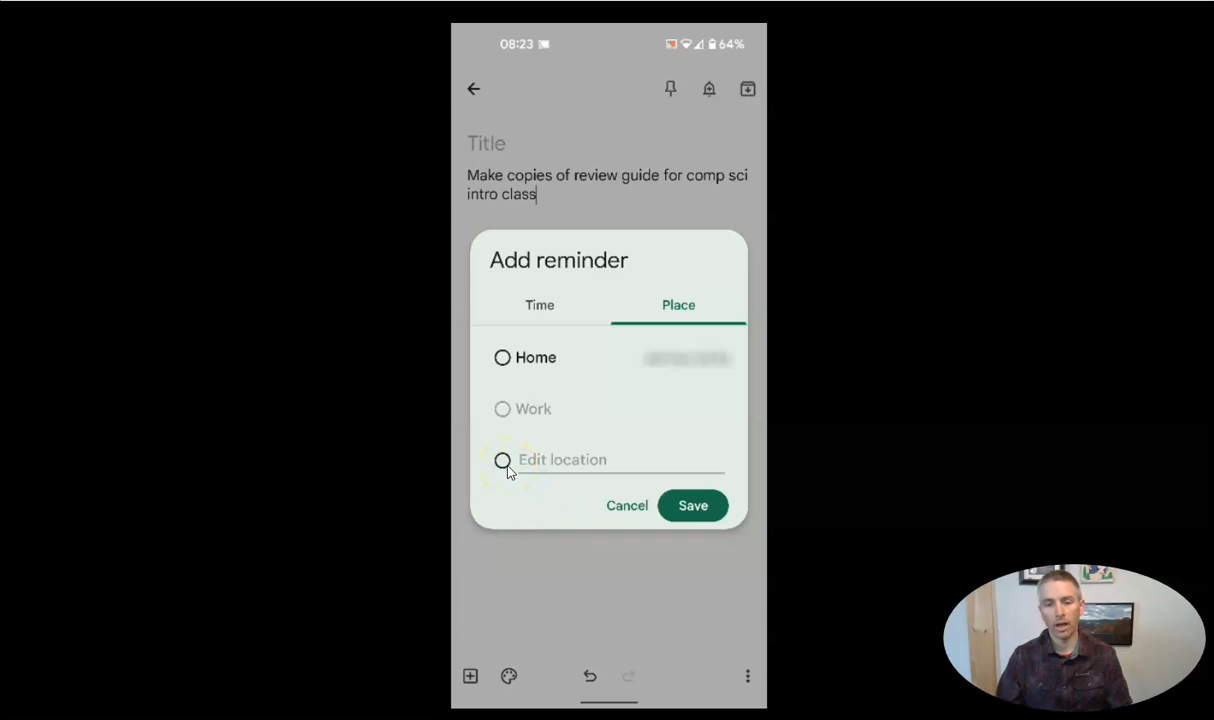 08:23 64%
Title
Make copies of review guide for comp sci
intro class
Add reminder
Time Place
Home
Work
Edit location
Cancel Save